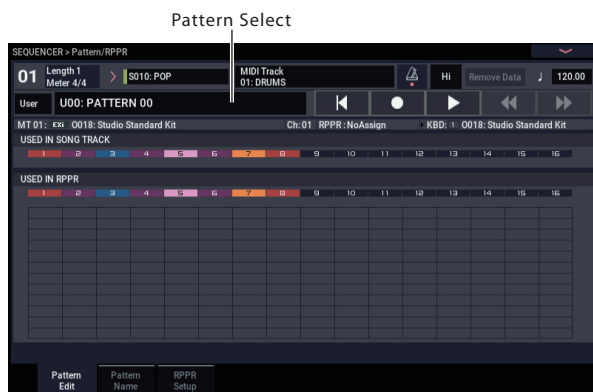 Pattern Select
SEQUENCER > Pattern/RPPR
01 Length 1 Meter 4/4 S010: POP MIDI Track 01: DRUMS Hi Remove Data ♩ 120.00
User U00: PATTERN 00
MT 01: EXi 0018: Studio Standard Kit Ch:01 RPPR :NoAssign KBD: 1 0018: Studio Standard Kit
USED IN SONG TRACK
1 2 3 4 5 6 7 8 9 10 11 12 13 14 15 16
USED IN RPPR
1 2 3 4 5 6 7 8 9 10 11 12 13 14 15 16
Pattern Edit Pattern Name RPPR Setup